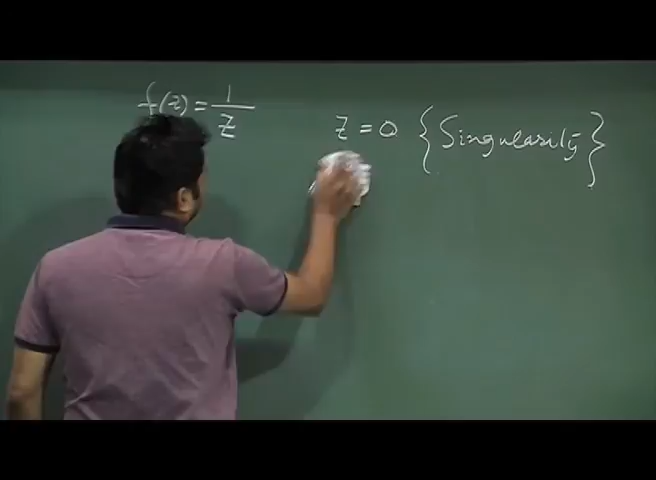 f(z) = 1/z
z = 0 {Singularity}